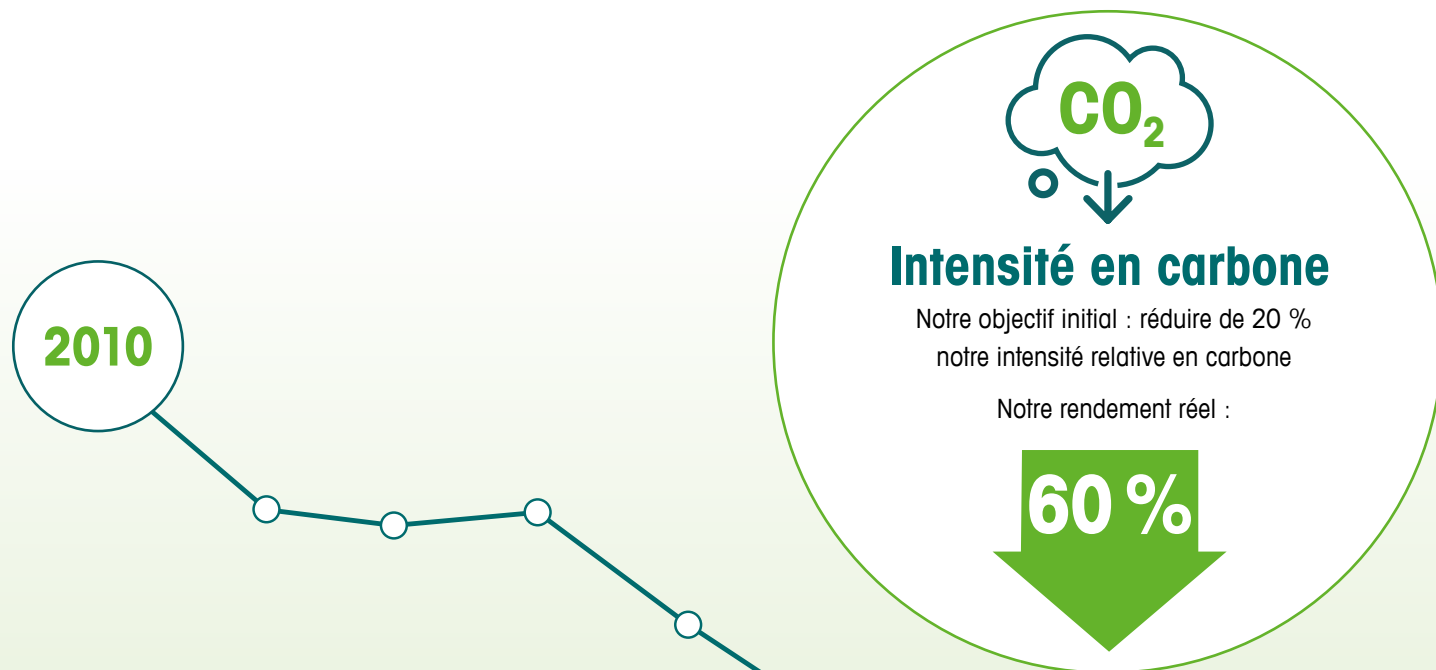 CO₂
Intensité en carbone
Notre objectif initial : réduire de 20 %
notre intensité relative en carbone
Notre rendement réel :
60 %
2010